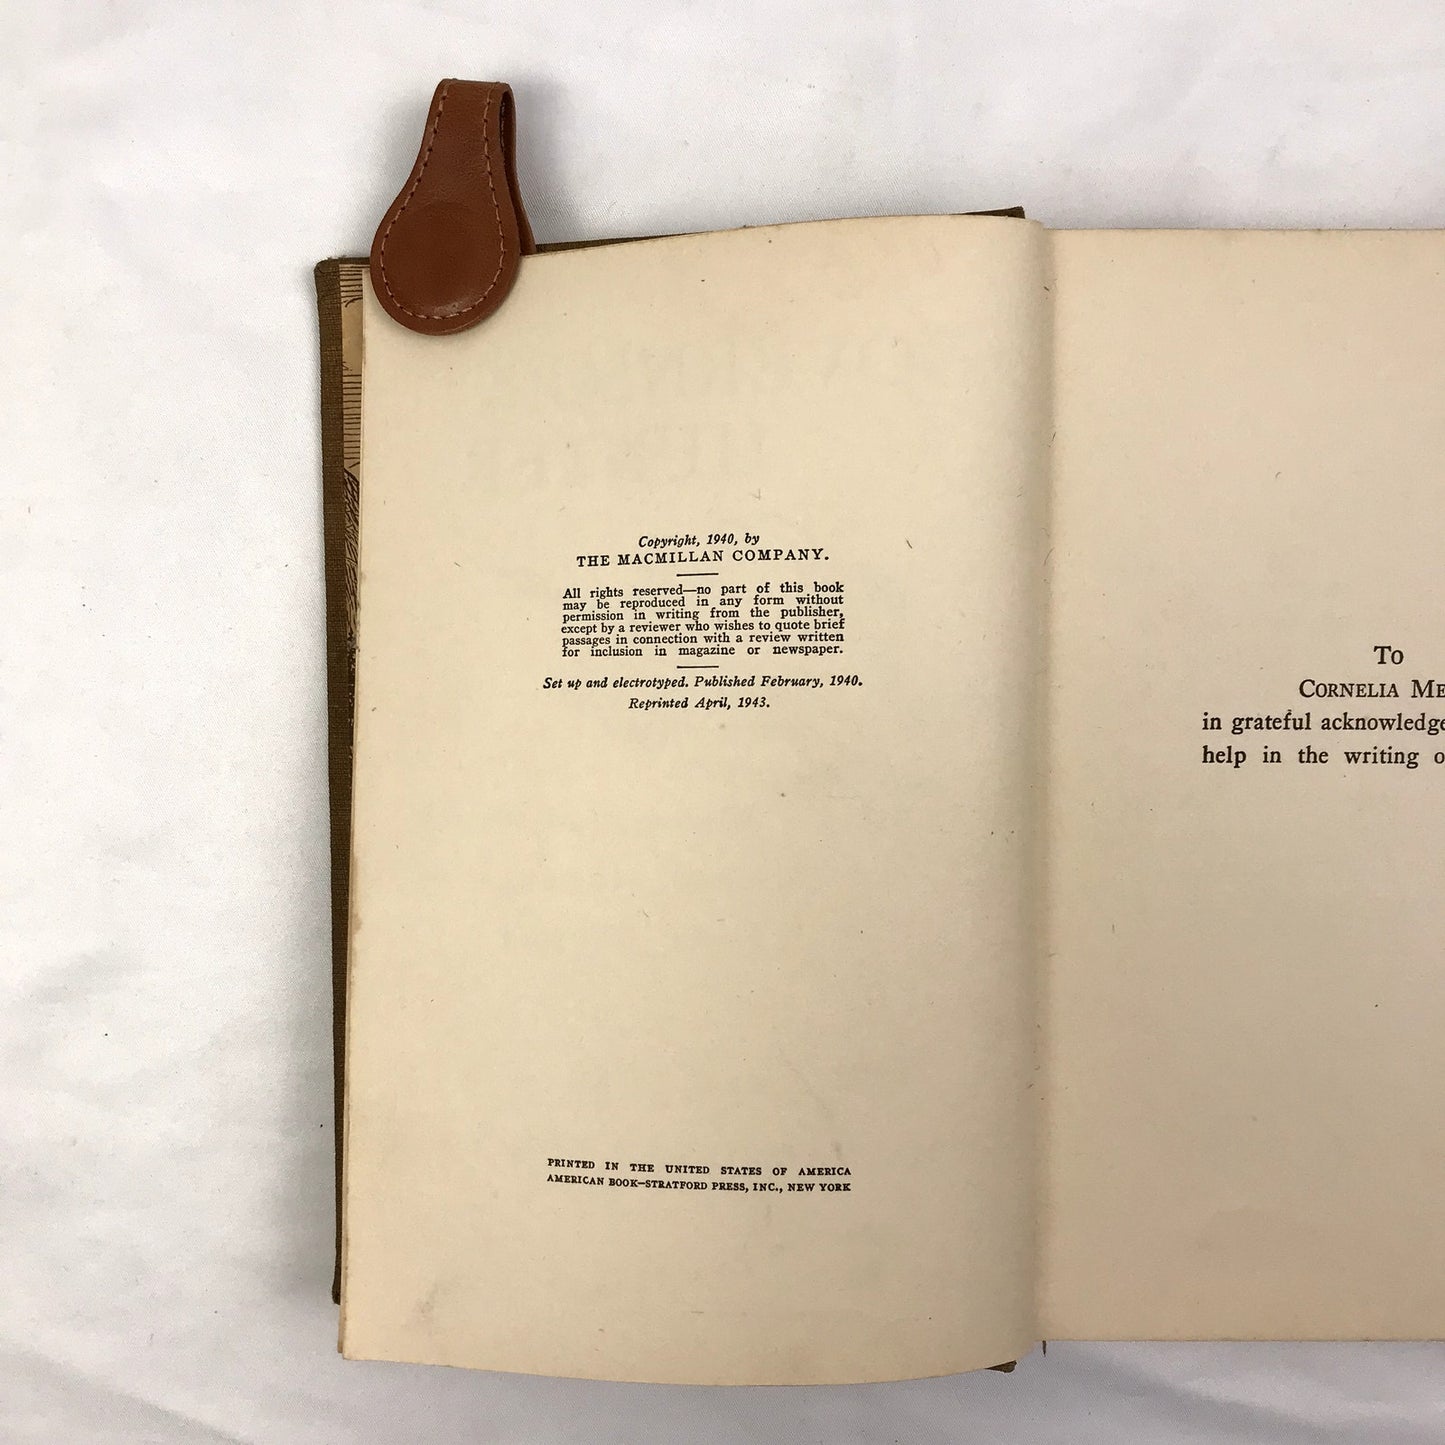 Copyright, 1940, by
THE MACMILLAN COMPANY.
All rights reserved—no part of this book
may be reproduced in any form without
permission in writing from the publisher,
except by a reviewer who wishes to quote brief
passages in connection with a review written
for inclusion in magazine or newspaper.
Set up and electrotyped. Published February, 1940.
Reprinted April, 1943.
PRINTED IN THE UNITED STATES OF AMERICA
AMERICAN BOOK—STRATFORD PRESS, INC., NEW YORK
To
CORNELIA
in grateful
help in the writing